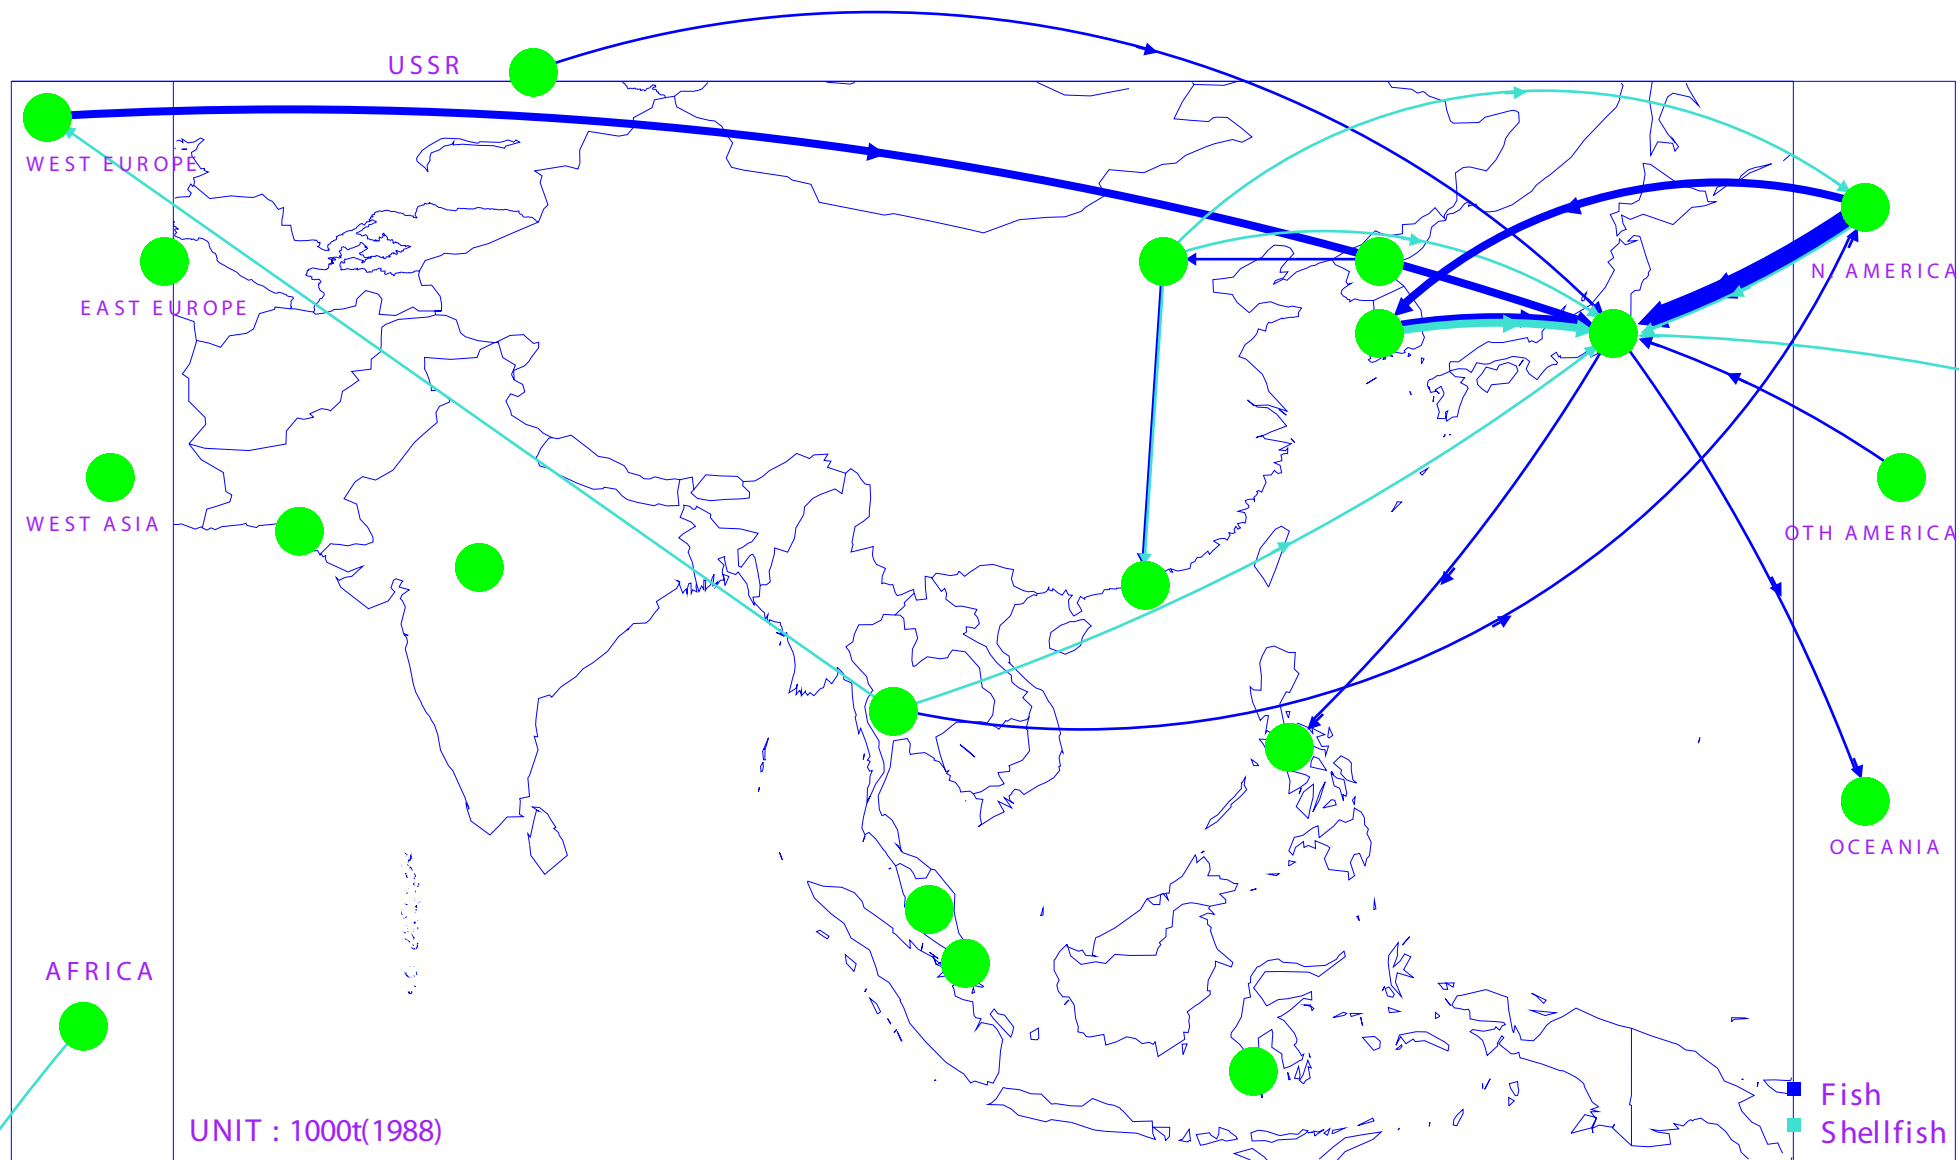 USSR
WEST EUROPE
N. AMERICA
EAST EUROPE
WEST ASIA
OTH AMERICA
OCEANIA
AFRICA
Fish
UNIT : 1000t(1988)
Shellfish